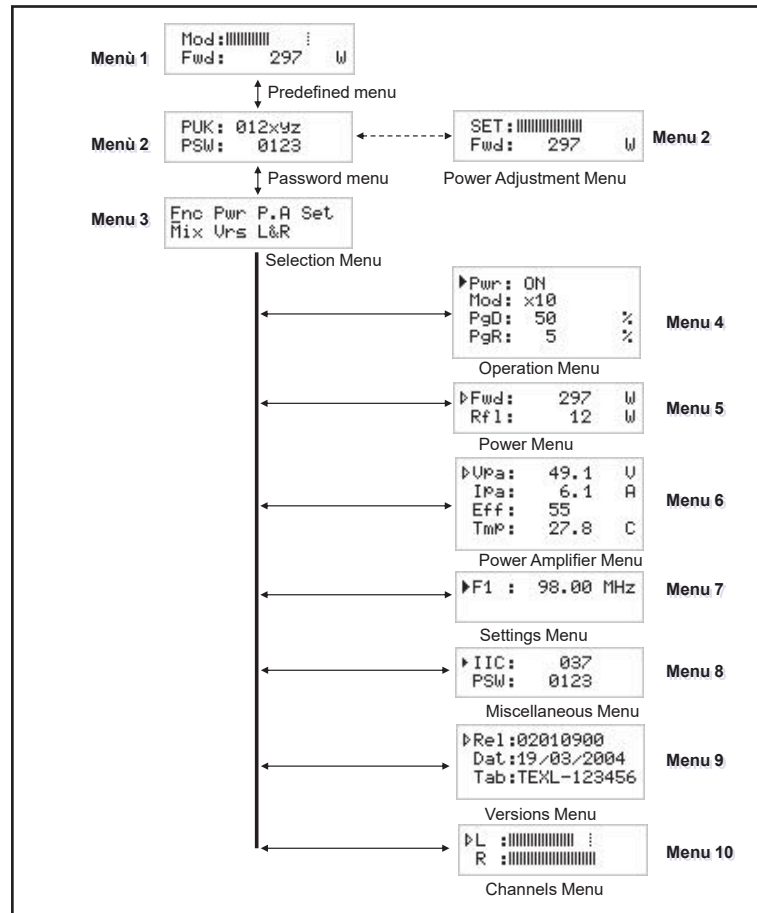 Menù 1
Mod:
Fwd: 297 W
Predefined menu
Menù 2
PUK: 012xyz
PSW: 0123
SET:
Fwd: 297 W
Menu 2
Password menu
Power Adjustment Menu
Menu 3
Fnc Pwr P.A Set
Mix Vrs L&R
Selection Menu
Pwr: ON
Mod: x10
PgD: 50 %
PgR: 5 %
Menu 4
Operation Menu
Fwd: 297 W
Rfl: 12 W
Menu 5
Power Menu
Vpa: 49.1 V
Ipa: 6.1 A
Eff: 55
Tmp: 27.8 C
Menu 6
Power Amplifier Menu
F1 : 98.00 MHz
Menu 7
Settings Menu
IIC: 037
PSW: 0123
Menu 8
Miscellaneous Menu
Rel:02010900
Dat:19/03/2004
Tab:TEXL-123456
Menu 9
Versions Menu
L :
R :
Menu 10
Channels Menu